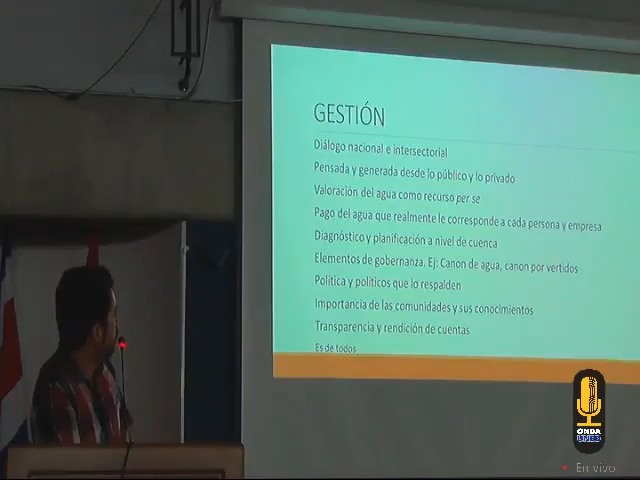 GESTIÓN
Diálogo nacional e intersectorial
Pensada y generada desde lo público y lo privado
Valoración del agua como recurso per se
Pago del agua que realmente le corresponde a cada persona y empresa
Diagnóstico y planificación a nivel de cuenca
Elementos de gobernanza. Ej: Canon de agua, canon por vertidos
Política y políticos que lo respalden
Importancia de las comunidades y sus conocimientos
Transparencia y rendición de cuentas
Es de todos
ONDA
UNED
En vivo